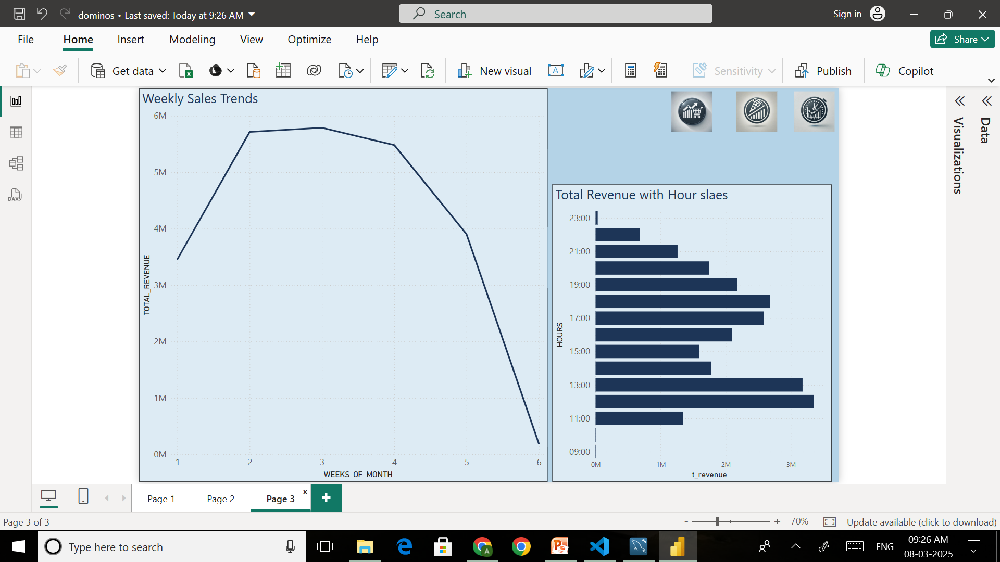 dominos • Last saved: Today at 9:26 AM
Search
Sign in
File Home Insert Modeling View Optimize Help
Share
Get data
New visual
Sensitivity
Publish
Copilot
Weekly Sales Trends
6M
5M
4M
3M
2M
1M
0M
TOTAL_REVENUE
1 2 3 4 5 6
WEEKS_OF_MONTH
Total Revenue with Hour slaes
23:00
21:00
19:00
17:00
15:00
13:00
11:00
09:00
HOURS
0M 1M 2M 3M
t_revenue
Visualizations
Data
DAX
A
Page 1
Page 2
Page 3
x
+
Page 3 of 3
- + 70%
Update available (click to download)
Type here to search
A
ENG
09:26 AM
08-03-2025